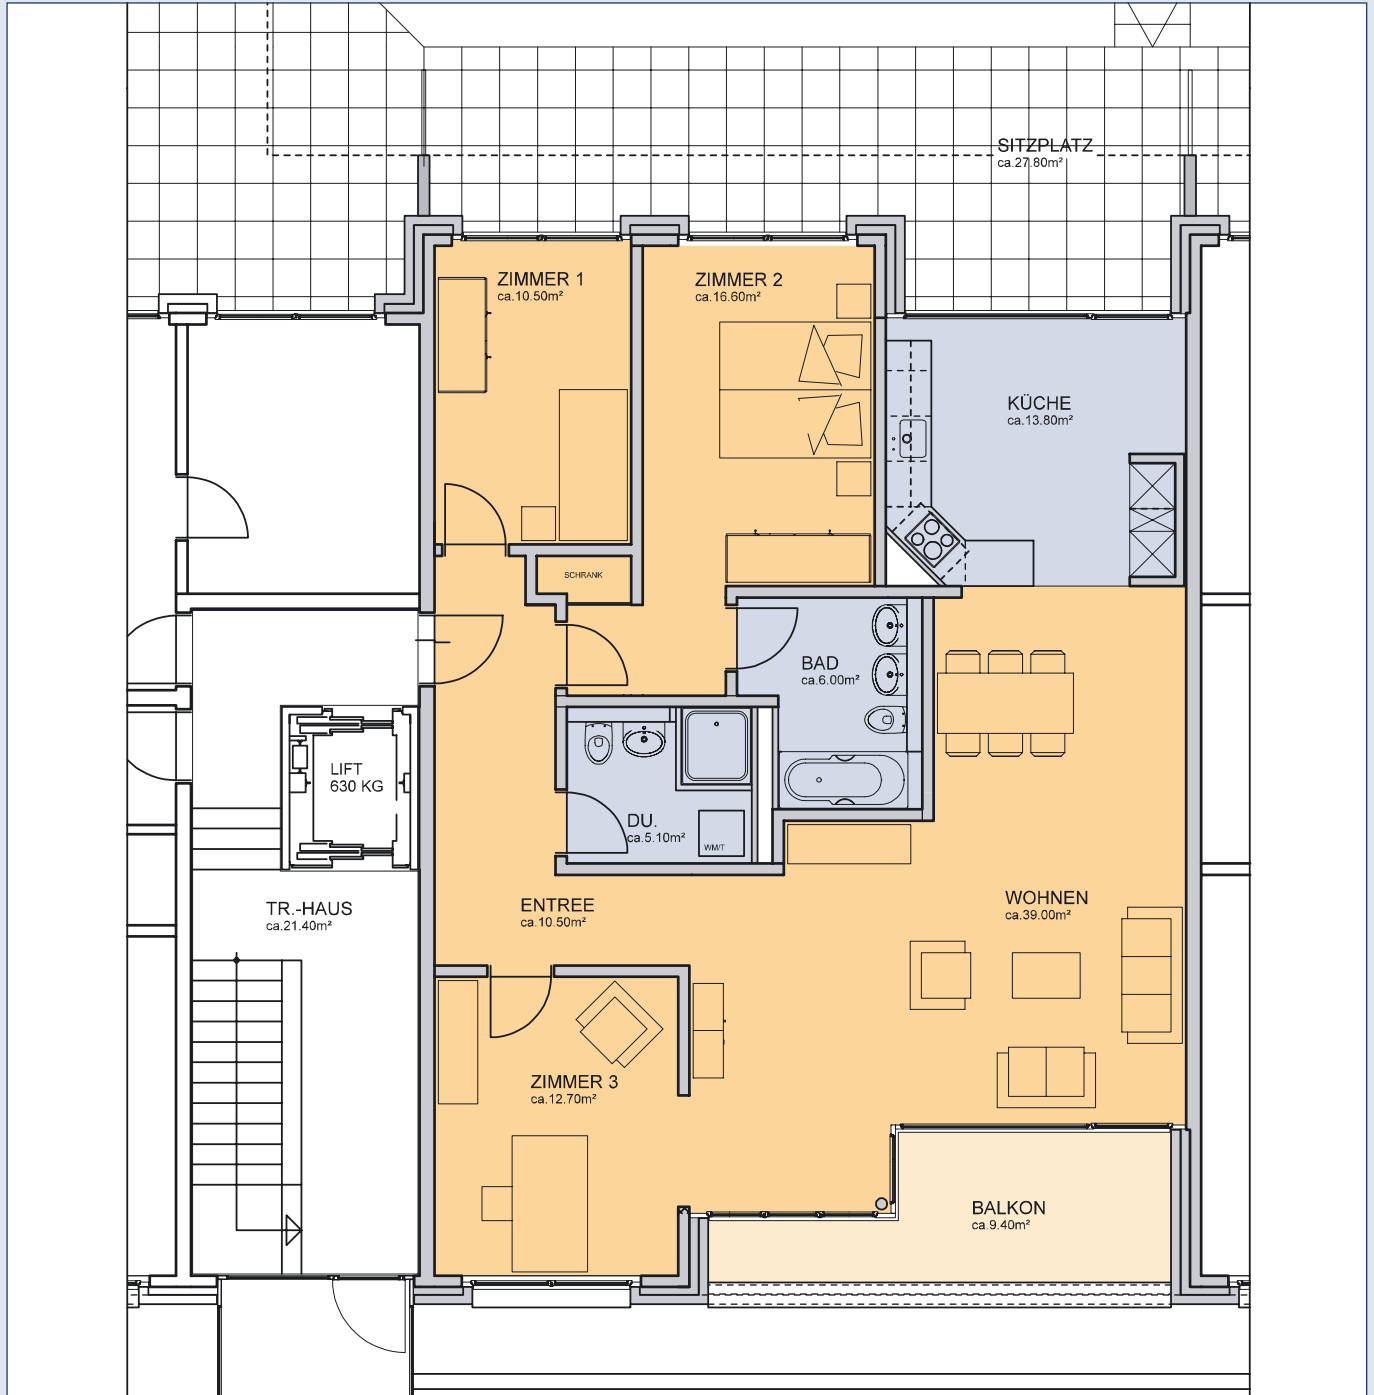 SITZPLATZ
ca.27.80m²
ZIMMER 1
ca.10.50m²
ZIMMER 2
ca.16.60m²
KÜCHE
ca.13.80m²
SCHRANK
BAD
ca.6.00m²
LIFT
630 KG
DU.
ca.5.10m²
WM/T
TR.-HAUS
ca.21.40m²
ENTREE
ca.10.50m²
WOHNEN
ca.39.00m²
ZIMMER 3
ca.12.70m²
BALKON
ca.9.40m²